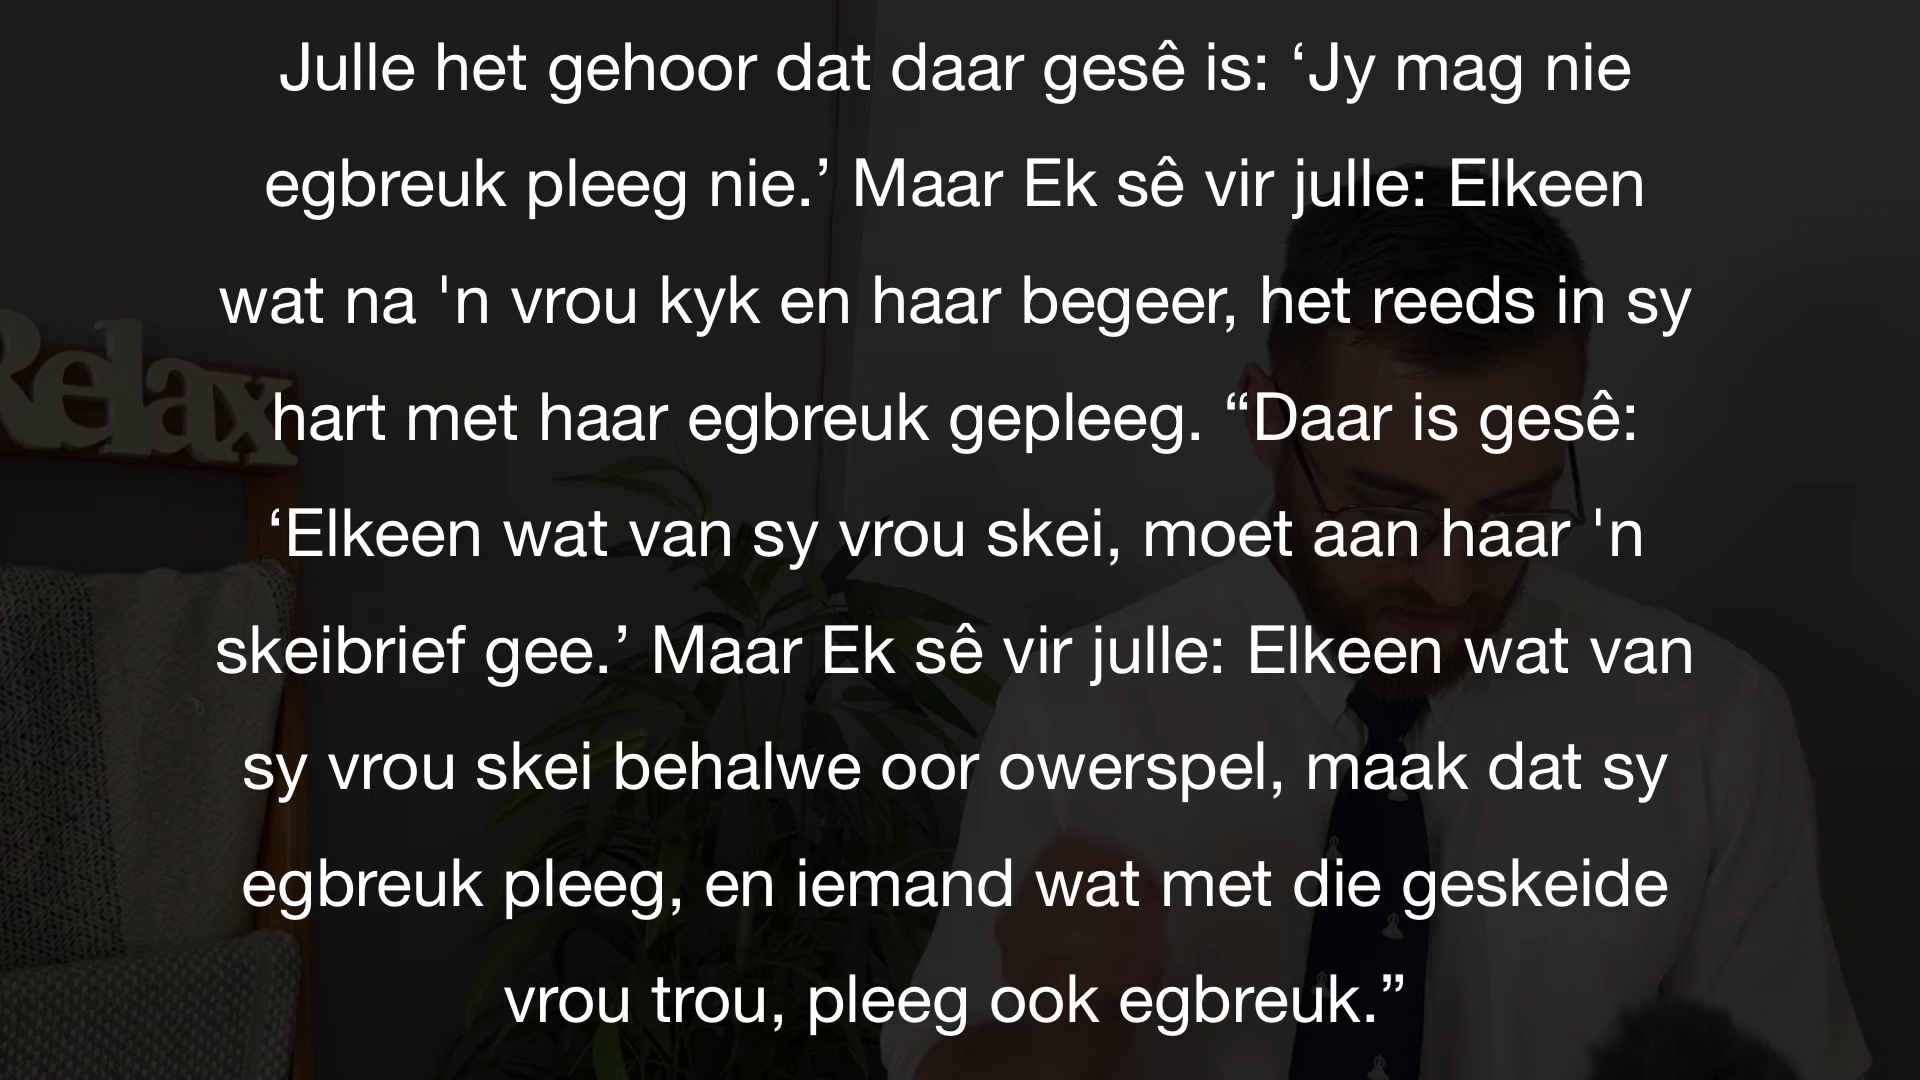 Julle het gehoor dat daar gesê is: ‘Jy mag nie
egbreuk pleeg nie.’ Maar Ek sê vir julle: Elkeen
wat na 'n vrou kyk en haar begeer, het reeds in sy
hart met haar egbreuk gepleeg. “Daar is gesê:
‘Elkeen wat van sy vrou skei, moet aan haar 'n
skeibrief gee.’ Maar Ek sê vir julle: Elkeen wat van
sy vrou skei behalwe oor owerspel, maak dat sy
egbreuk pleeg, en iemand wat met die geskeide
vrou trou, pleeg ook egbreuk.”
Relax